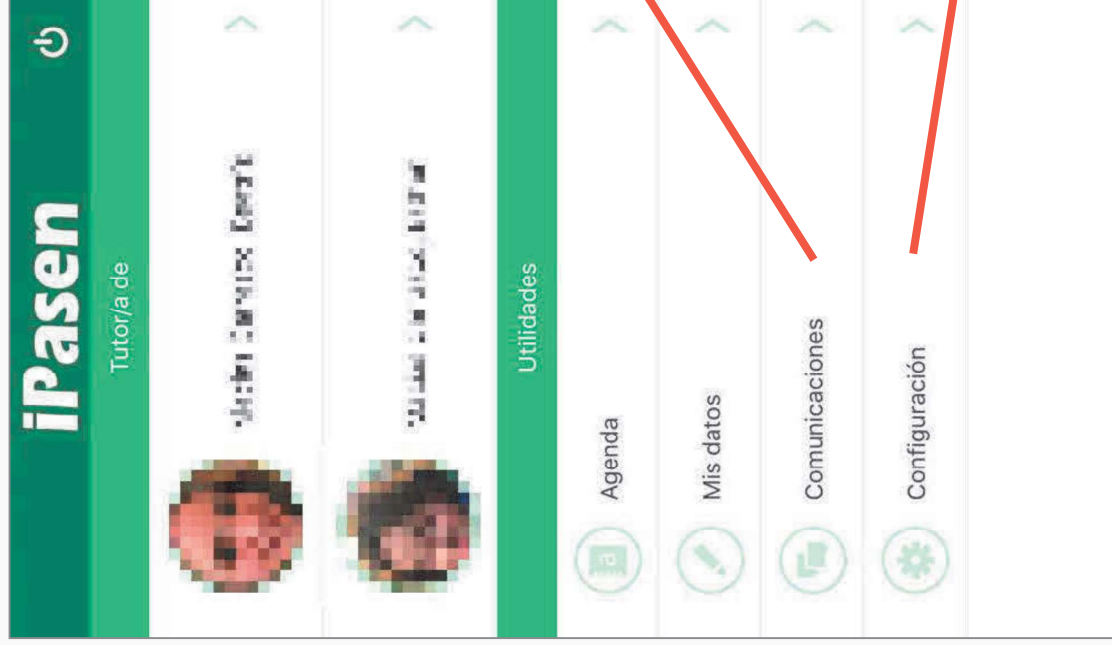 iPasen
Tutor/a de
Utilidades
Agenda
Mis datos
Comunicaciones
Configuración